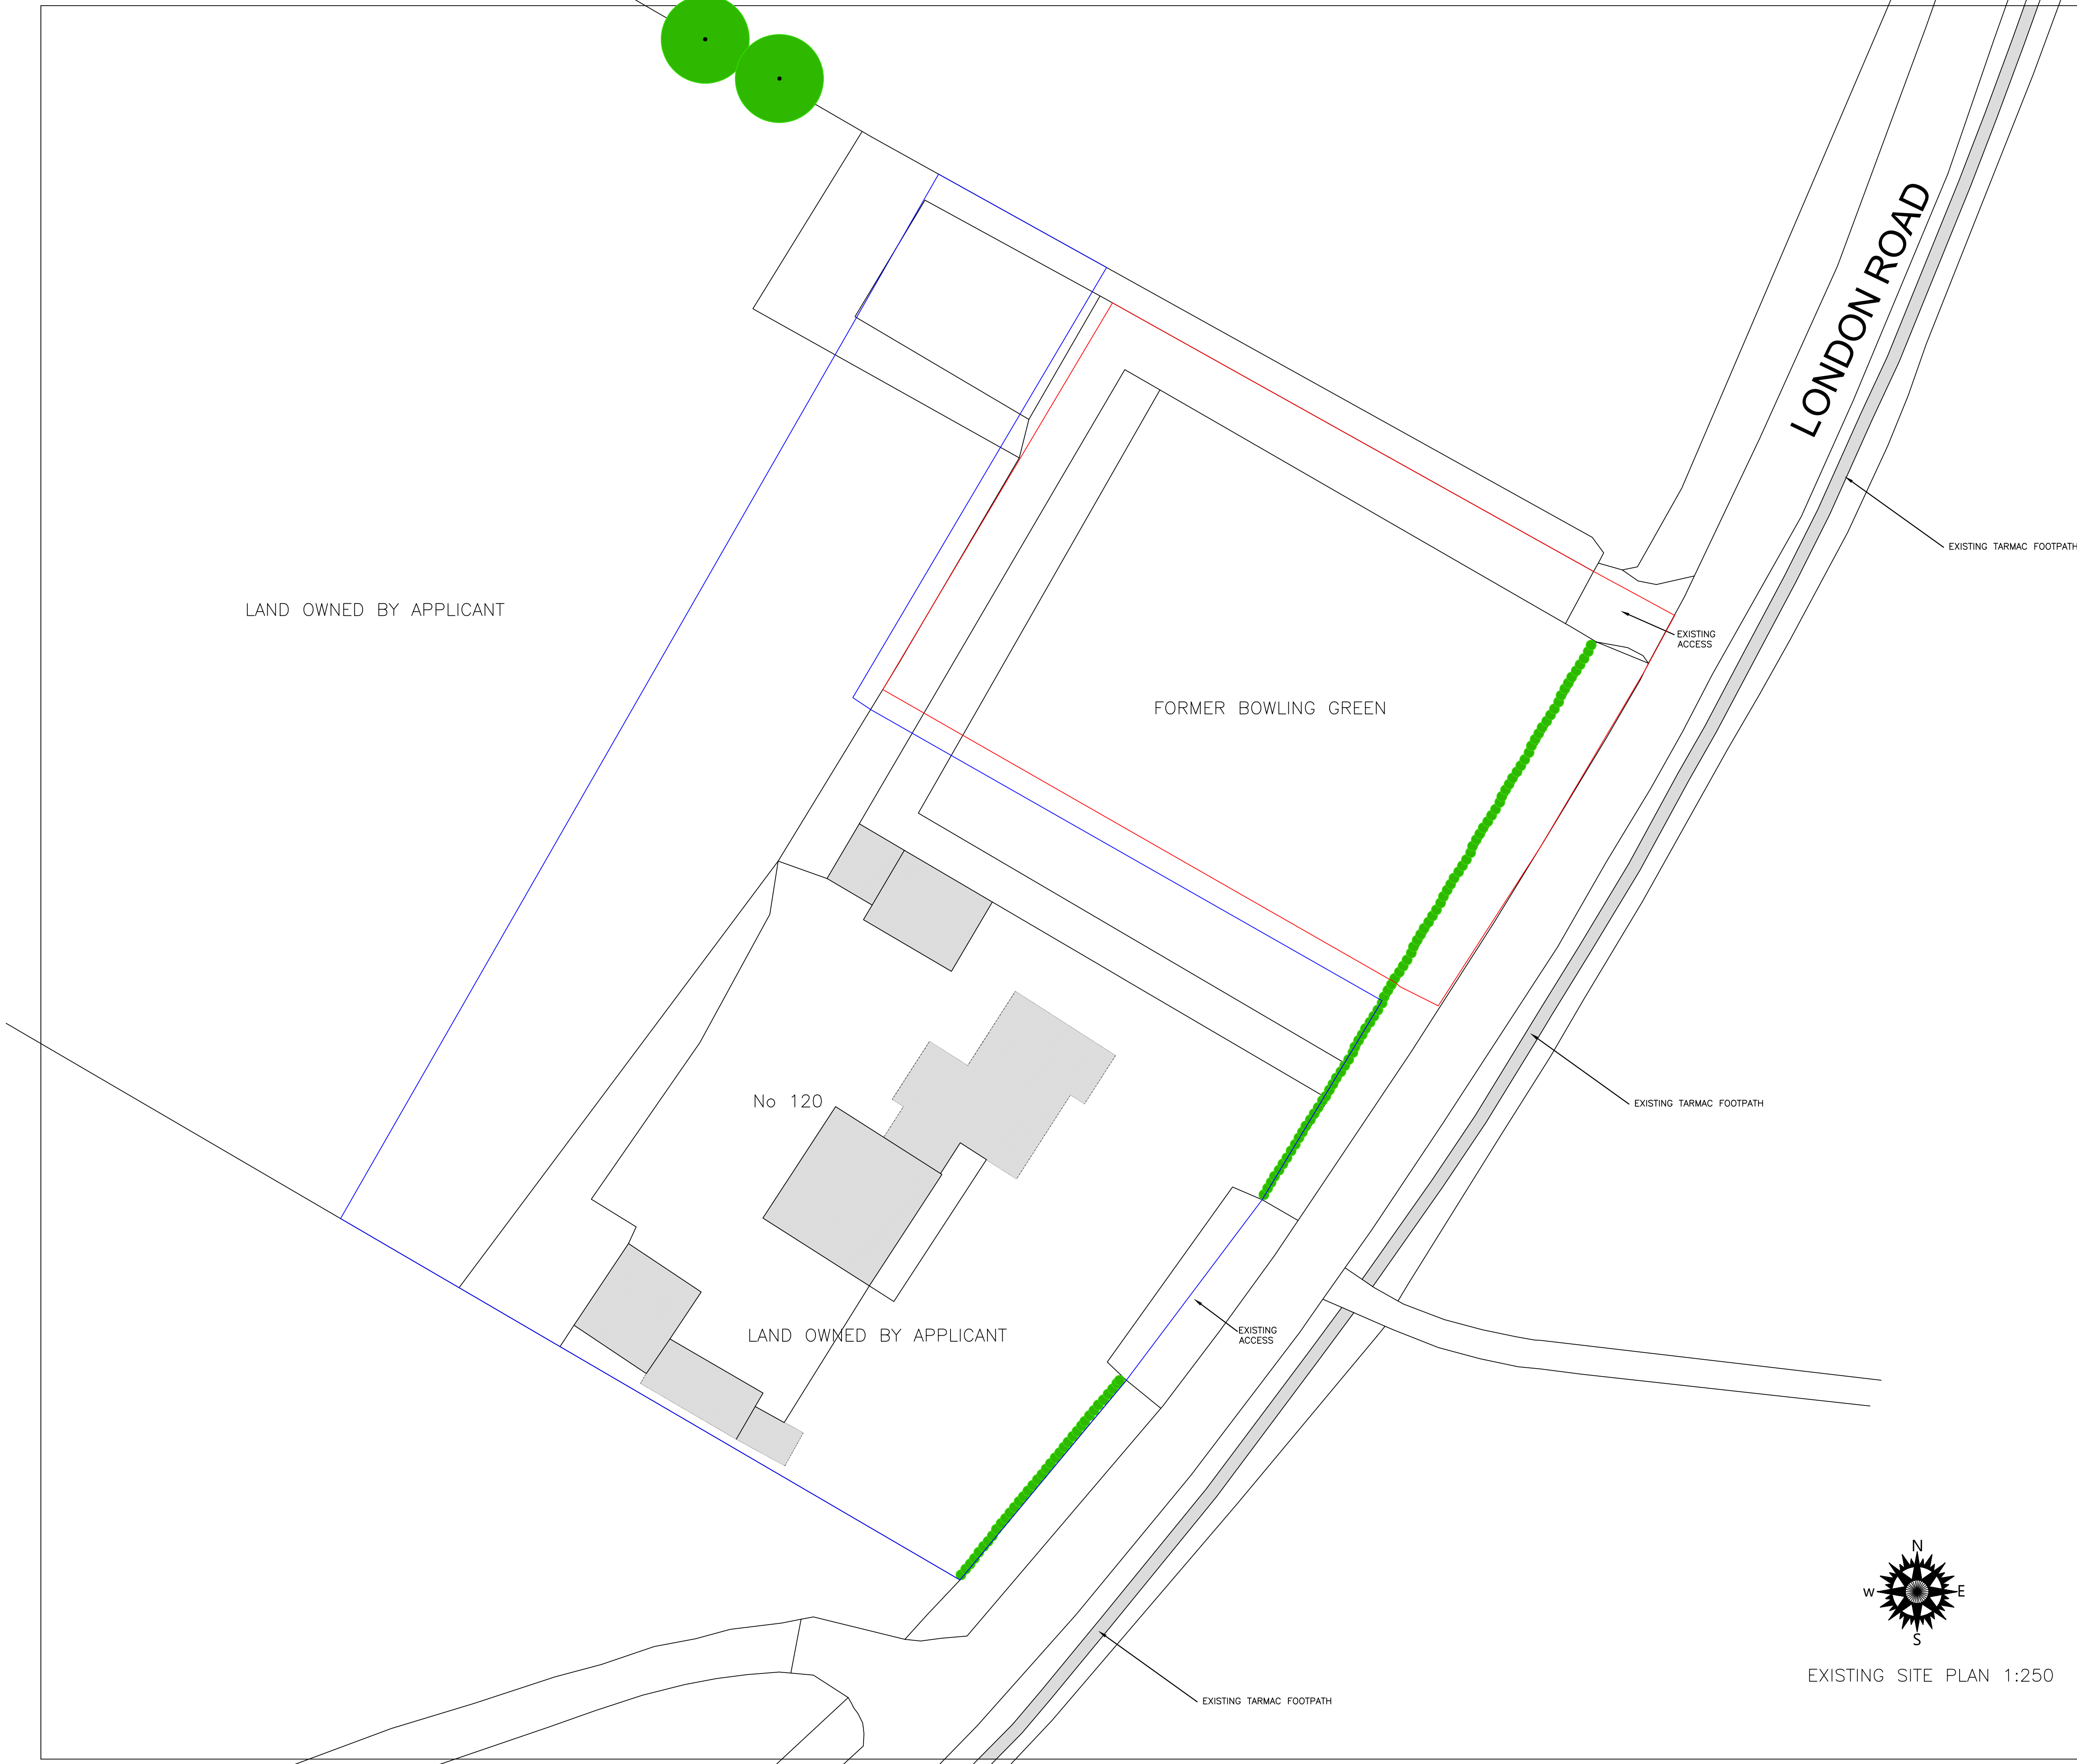 LONDON ROAD
EXISTING TARMAC FOOTPATH
LAND OWNED BY APPLICANT
EXISTING
ACCESS
FORMER BOWLING GREEN
No 120
EXISTING TARMAC FOOTPATH
LAND OWNED BY APPLICANT
EXISTING
ACCESS
N
W E
S
EXISTING SITE PLAN 1:250
EXISTING TARMAC FOOTPATH